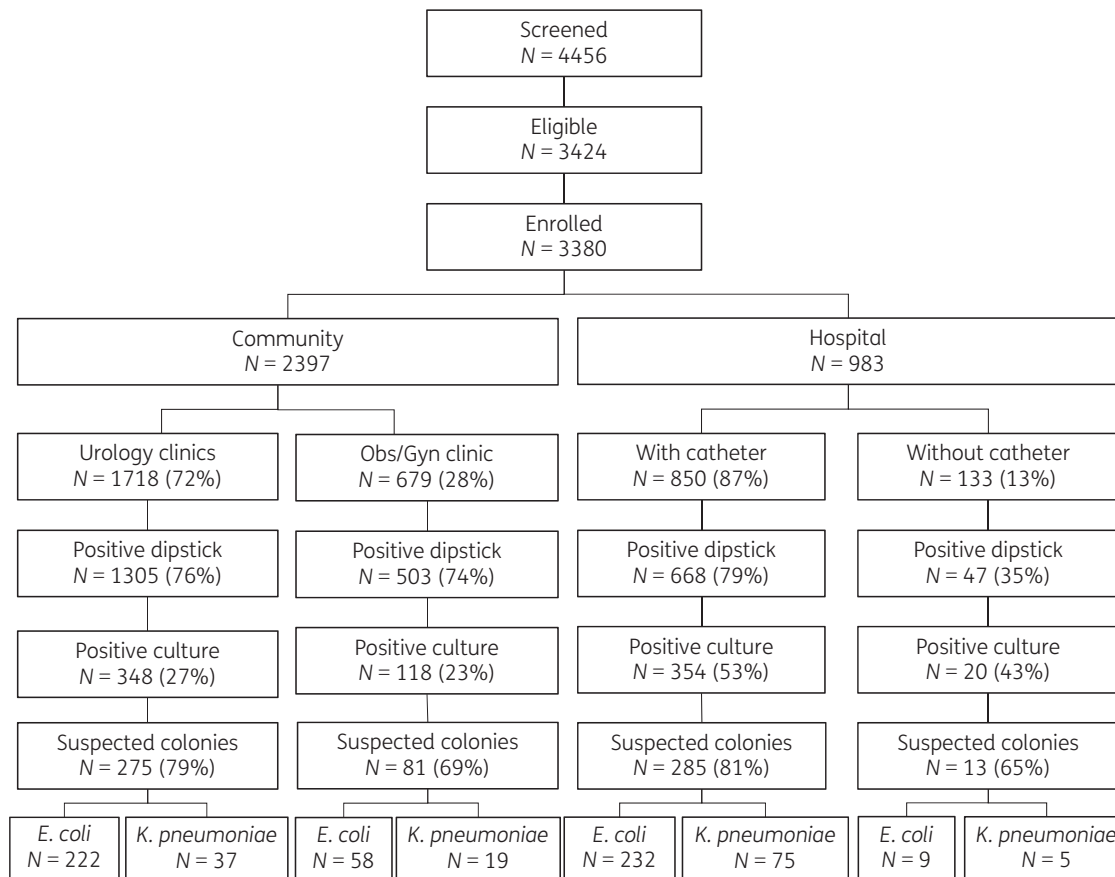 Screened
N = 4456
Eligible
N = 3424
Enrolled
N = 3380
Community
N = 2397
Hospital
N = 983
Urology clinics
N = 1718 (72%)
Obs/Gyn clinic
N = 679 (28%)
With catheter
N = 850 (87%)
Without catheter
N = 133 (13%)
Positive dipstick
N = 1305 (76%)
Positive dipstick
N = 503 (74%)
Positive dipstick
N = 668 (79%)
Positive dipstick
N = 47 (35%)
Positive culture
N = 348 (27%)
Positive culture
N = 118 (23%)
Positive culture
N = 354 (53%)
Positive culture
N = 20 (43%)
Suspected colonies
N = 275 (79%)
Suspected colonies
N = 81 (69%)
Suspected colonies
N = 285 (81%)
Suspected colonies
N = 13 (65%)
E. coli
N = 222
K. pneumoniae
N = 37
E. coli
N = 58
K. pneumoniae
N = 19
E. coli
N = 232
K. pneumoniae
N = 75
E. coli
N = 9
K. pneumoniae
N = 5